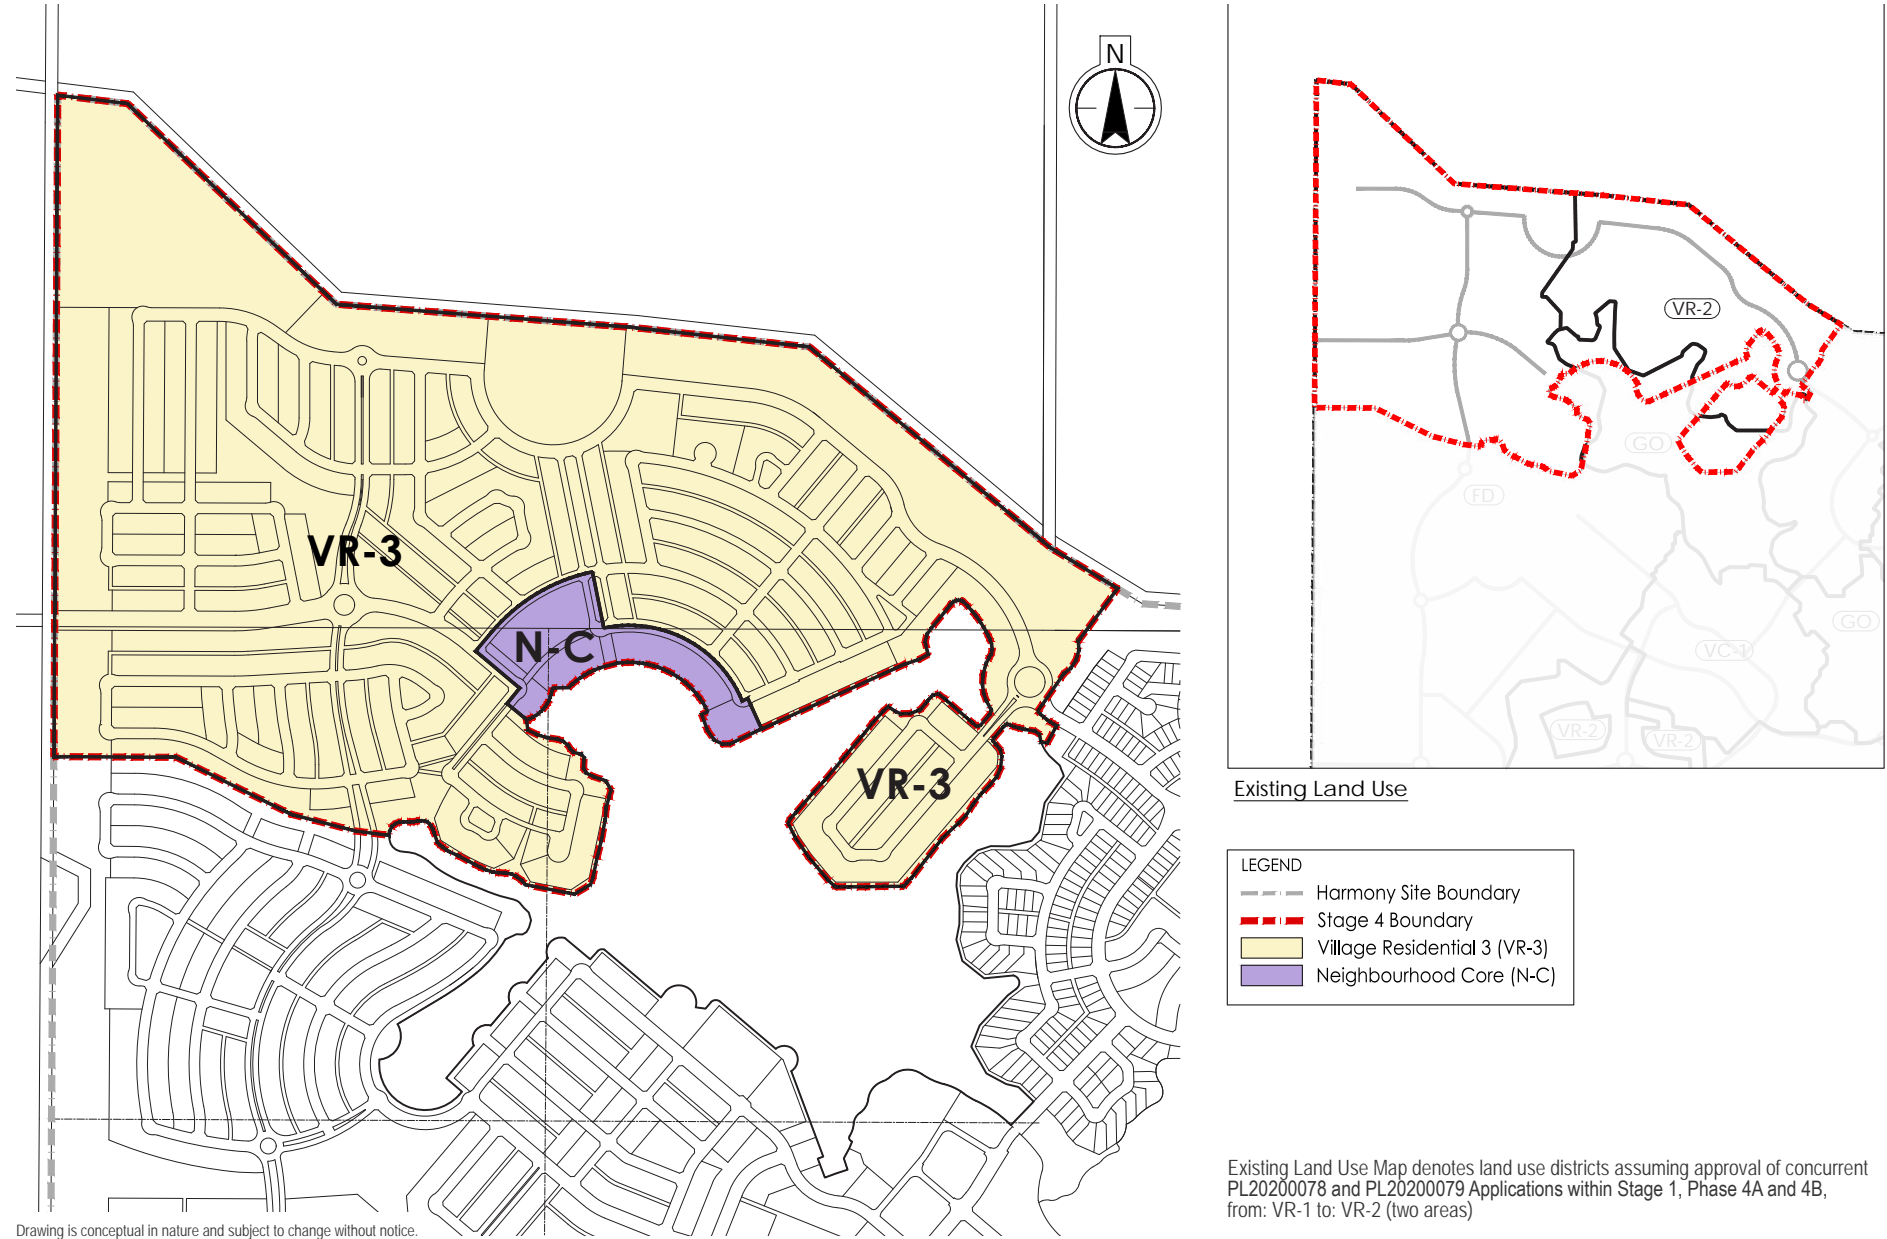 N
VR-3
N-C
VR-3
VR-2
GO
FD
GO
VC-1
VR-2
VR-2
Existing Land Use
LEGEND
Harmony Site Boundary
Stage 4 Boundary
Village Residential 3 (VR-3)
Neighbourhood Core (N-C)
Existing Land Use Map denotes land use districts assuming approval of concurrent
PL20200078 and PL20200079 Applications within Stage 1, Phase 4A and 4B,
from: VR-1 to: VR-2 (two areas)
Drawing is conceptual in nature and subject to change without notice.